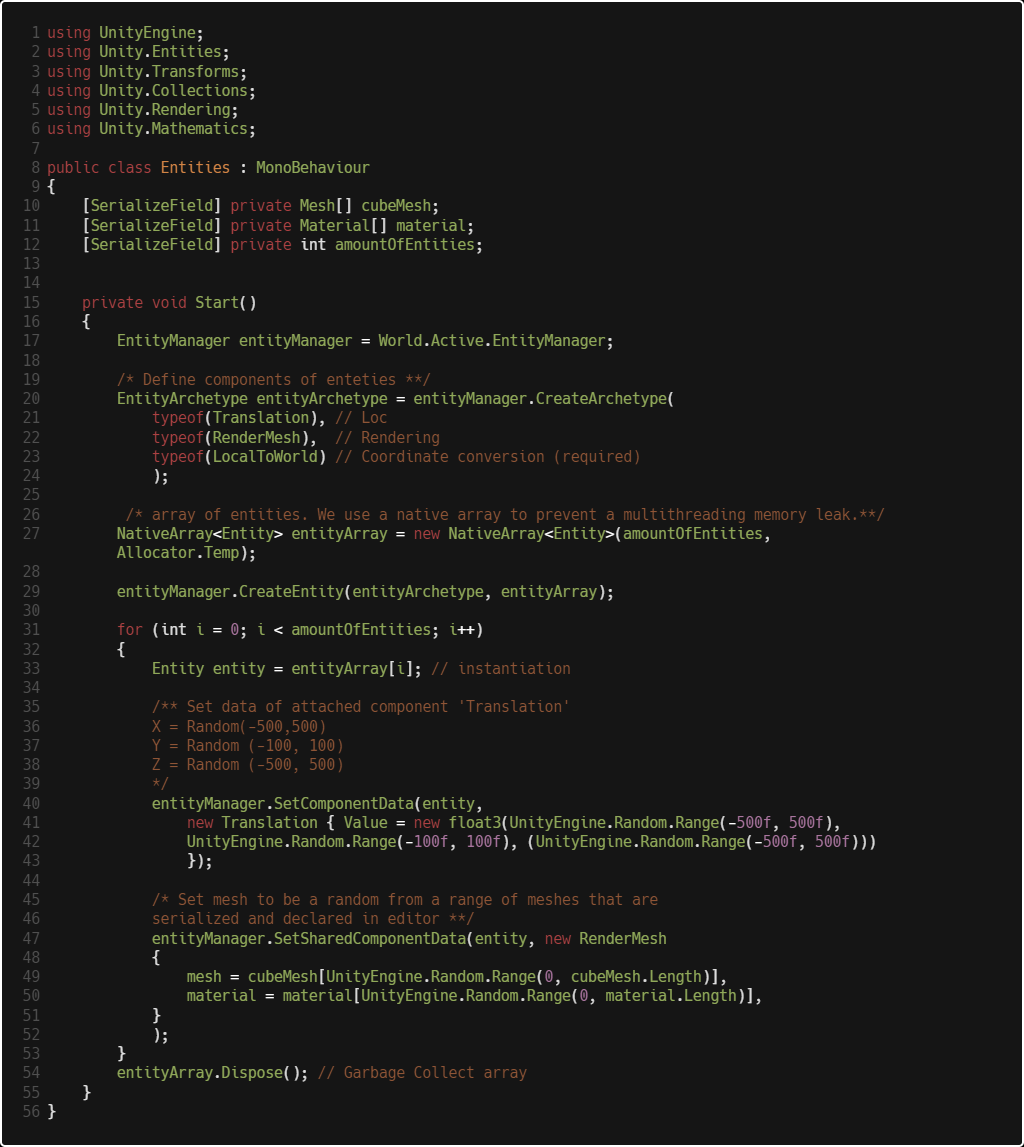 1 using UnityEngine;
2 using Unity.Entities;
3 using Unity.Transforms;
4 using Unity.Collections;
5 using Unity.Rendering;
6 using Unity.Mathematics;
7
8 public class Entities : MonoBehaviour
9 {
10     [SerializeField] private Mesh[] cubeMesh;
11     [SerializeField] private Material[] material;
12     [SerializeField] private int amountOfEntities;
13
14
15     private void Start()
16     {
17         EntityManager entityManager = World.Active.EntityManager;
18
19         /* Define components of enteties **/
20         EntityArchetype entityArchetype = entityManager.CreateArchetype(
21             typeof(Translation), // Loc
22             typeof(RenderMesh),  // Rendering
23             typeof(LocalToWorld) // Coordinate conversion (required)
24             );
25
26          /* array of entities. We use a native array to prevent a multithreading memory leak.**/
27         NativeArray<Entity> entityArray = new NativeArray<Entity>(amountOfEntities,
        Allocator.Temp);
28
29         entityManager.CreateEntity(entityArchetype, entityArray);
30
31         for (int i = 0; i < amountOfEntities; i++)
32         {
33             Entity entity = entityArray[i]; // instantiation
34
35             /** Set data of attached component 'Translation'
36             X = Random(-500,500)
37             Y = Random (-100, 100)
38             Z = Random (-500, 500)
39             */
40             entityManager.SetComponentData(entity,
41                 new Translation { Value = new float3(UnityEngine.Random.Range(-500f, 500f),
42                 UnityEngine.Random.Range(-100f, 100f), (UnityEngine.Random.Range(-500f, 500f)))
43                 });
44
45             /* Set mesh to be a random from a range of meshes that are
46             serialized and declared in editor **/
47             entityManager.SetSharedComponentData(entity, new RenderMesh
48             {
49                 mesh = cubeMesh[UnityEngine.Random.Range(0, cubeMesh.Length)],
50                 material = material[UnityEngine.Random.Range(0, material.Length)],
51             }
52             );
53         }
54         entityArray.Dispose(); // Garbage Collect array
55     }
56 }